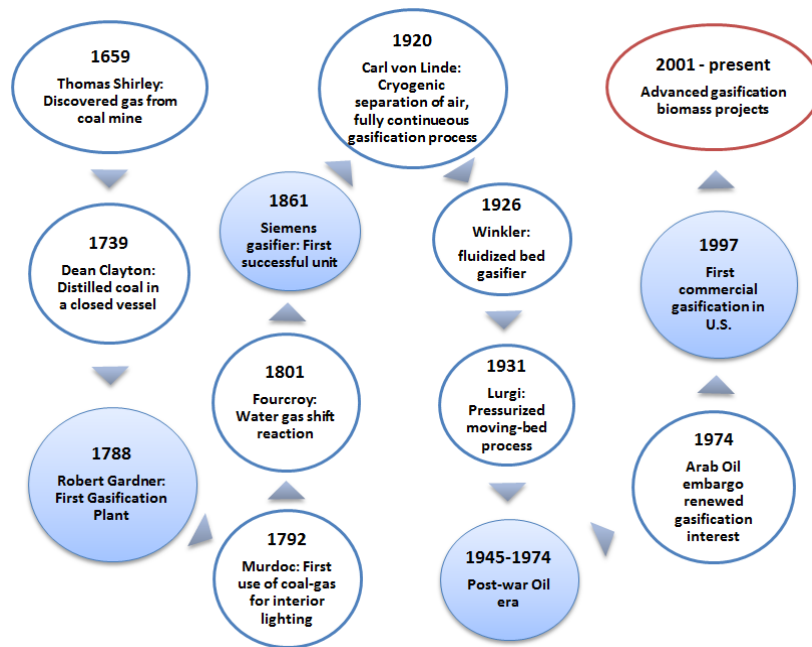 1659
Thomas Shirley:
Discovered gas from
coal mine
1739
Dean Clayton:
Distilled coal in
a closed vessel
1788
Robert Gardner:
First Gasification
Plant
1792
Murdoc: First
use of coal-gas
for interior
lighting
1801
Fourcroy:
Water gas shift
reaction
1861
Siemens
gasifier: First
successful unit
1920
Carl von Linde:
Cryogenic
separation of air,
fully continuous
gasification process
1926
Winkler:
fluidized bed
gasifier
1931
Lurgi:
Pressurized
moving-bed
process
1945-1974
Post-war Oil
era
1974
Arab Oil
embargo
renewed
gasification
interest
1997
First
commercial
gasification in
U.S.
2001 - present
Advanced gasification
biomass projects